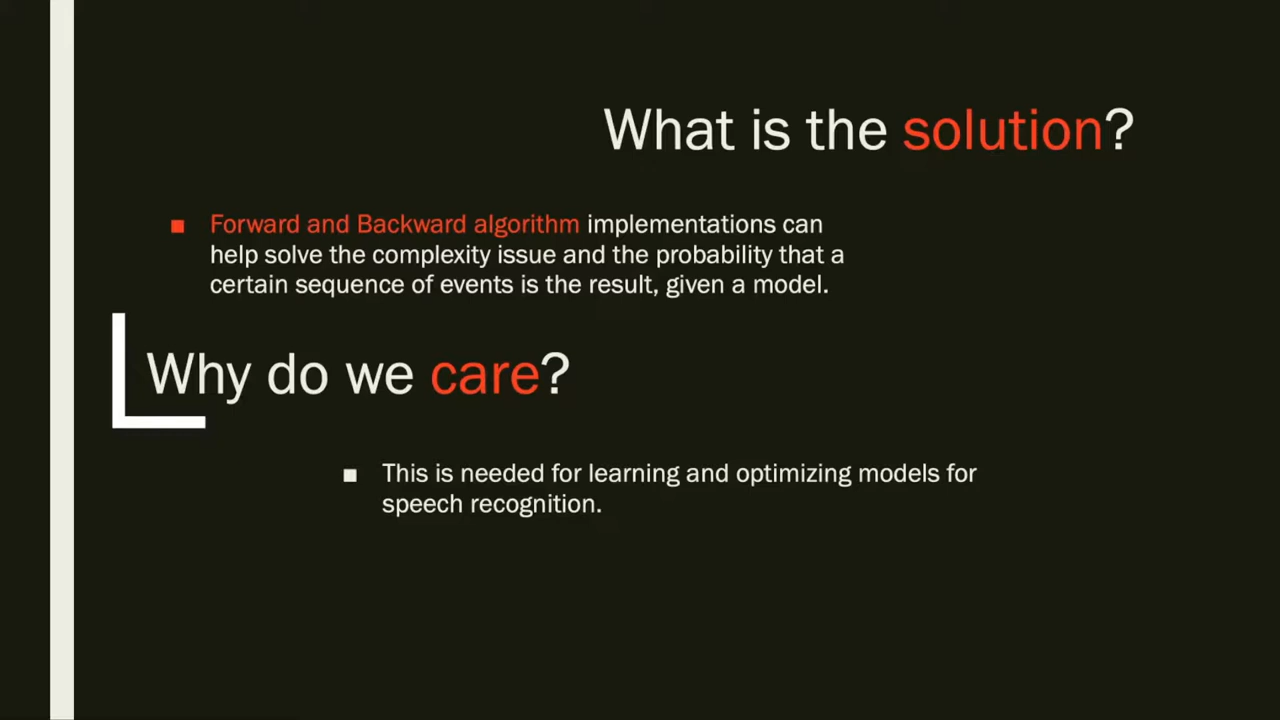 What is the solution?
■ Forward and Backward algorithm implementations can
help solve the complexity issue and the probability that a
certain sequence of events is the result, given a model.
Why do we care?
■ This is needed for learning and optimizing models for
speech recognition.